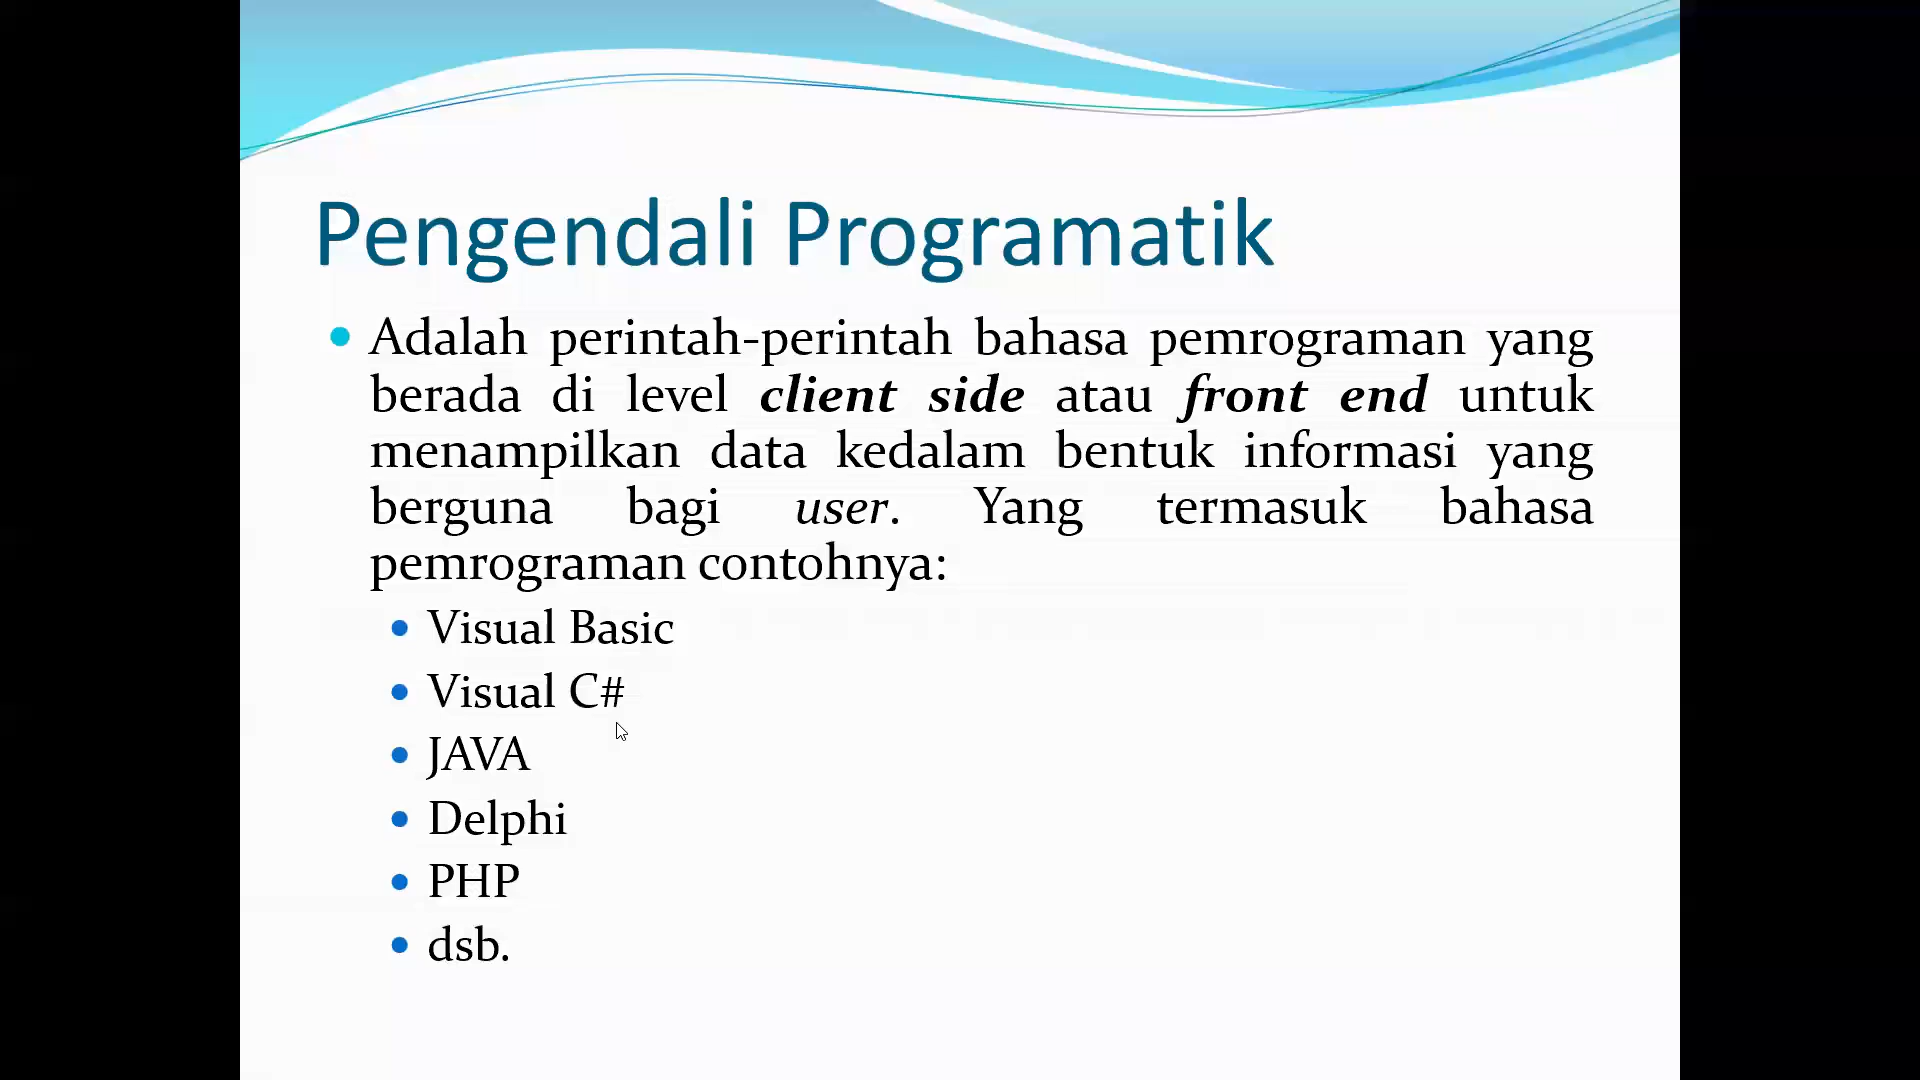 Pengendali Programatik
Adalah perintah-perintah bahasa pemrograman yang
berada di level client side atau front end untuk
menampilkan data kedalam bentuk informasi yang
berguna bagi user. Yang termasuk bahasa
pemrograman contohnya:
Visual Basic
Visual C#
JAVA
Delphi
PHP
dsb.